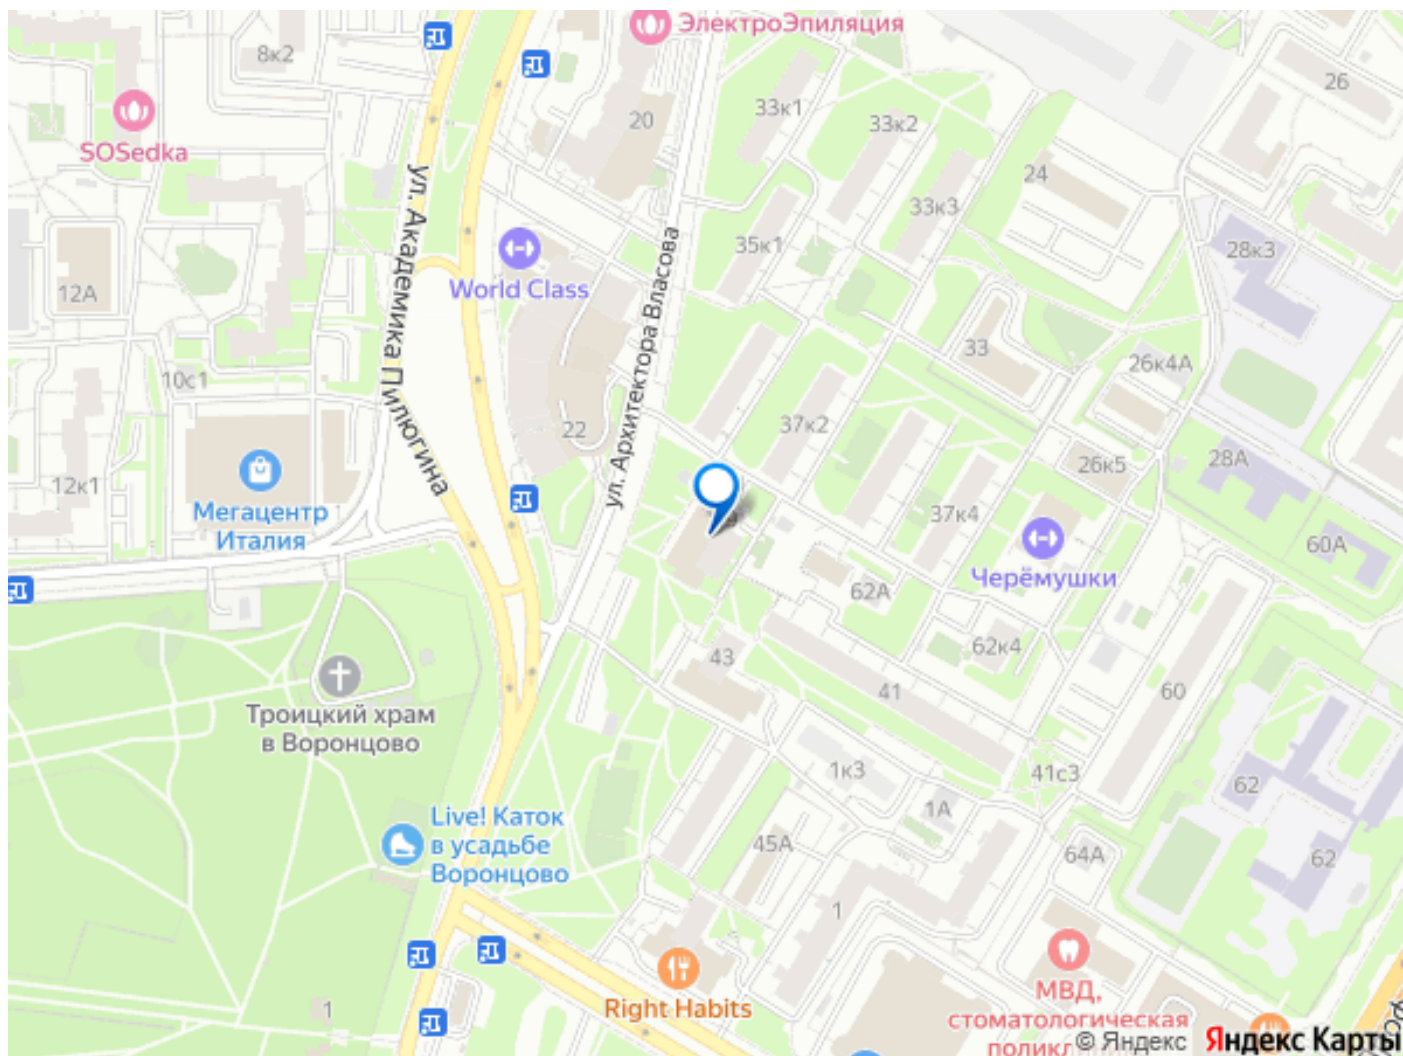 ЭлектроЭпиляция
8к2
26
33к1
20
33к2
SOSedka
24
ул. Академика Пилюгина
33к3
ул. Архитектора Власова
35к1
28к3
World Class
12А
33
26к4А
10с1
37к2
22
28А
26к5
12к1
37к4
Мегацентр
Италия
60А
Черёмушки
62А
62к4
43
41
60
Троицкий храм
в Воронцово
1к3
41с3
62
1А
Live! Каток
в усадьбе
Воронцово
45А
64А
62
1
Right Habits
МВД,
стоматологическая
1
© Яндекс
Яндекс Карты